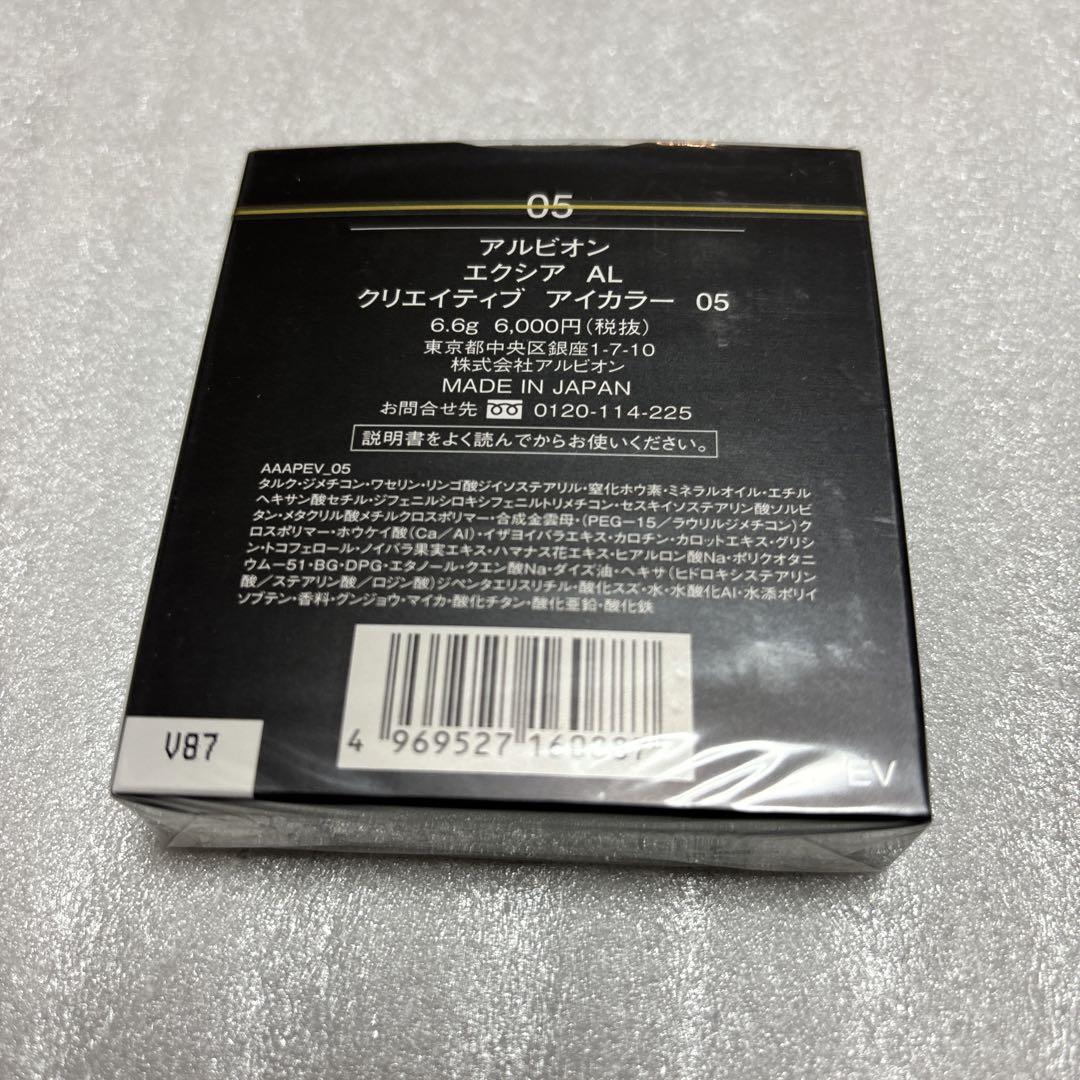 05
アルビオン
エクシア AL
クリエイティブ アイカラー 05
6.6g 6,000円(税抜)
東京都中央区銀座1-7-10
株式会社アルビオン
MADE IN JAPAN
お問合せ先 0120-114-225
説明書をよく読んでからお使いください。
AAAPEV_05
タルク・ジメチコン・ワセリン・リンゴ酸ジイソステアリル・窒化ホウ素・ミネラルオイル・エチル
ヘキサン酸セチル・ジフェニルシロキシフェニルトリメチコン・セスキイソステアリン酸ソルビ
タン・メタクリル酸メチルクロスポリマー・合成金雲母・(PEG-15/ラウリルジメチコン)ク
ロスポリマー・ホウケイ酸(Ca/Al)・イザヨイバラエキス・カロチン・カロットエキス・グリシ
ン・トコフェロール・ノイバラ果実エキス・ハマナス花エキス・ヒアルロン酸Na・ポリクオタニ
ウム-51・BG・DPG・エタノール・クエン酸Na・ダイズ油・ヘキサ(ヒドロキシステアリン
酸/ステアリン酸/ロジン酸)ジペンタエリスリチル・酸化スズ・水・水酸化Al・水添ポリイ
ソブテン・香料・グンジョウ・マイカ・酸化チタン・酸化亜鉛・酸化鉄
4 969527
V87
EV